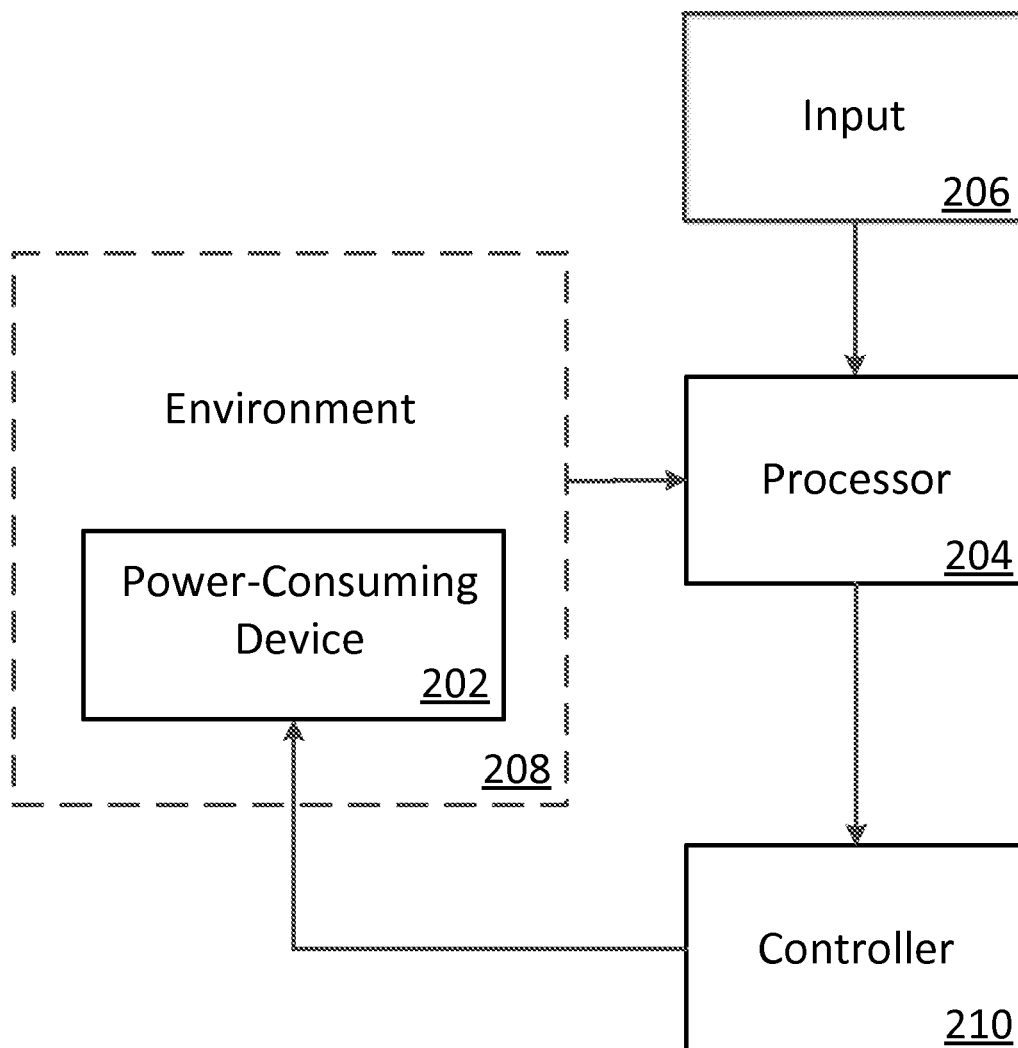 Input
206
Environment
Processor
204
Power-Consuming
Device
202
208
Controller
210